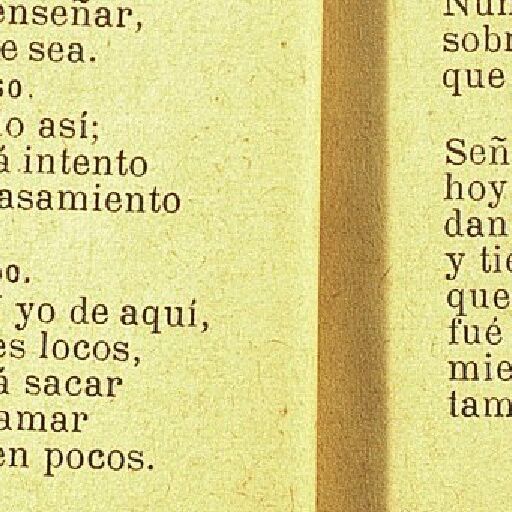 enseñar,
e sea.
so.
o así;
á intento
asamiento
o.
yo de aquí,
es locos,
á sacar
amar
en pocos.
Nun
sobr
que
Señ
hoy
dan
y tie
que
fué
mie
tam